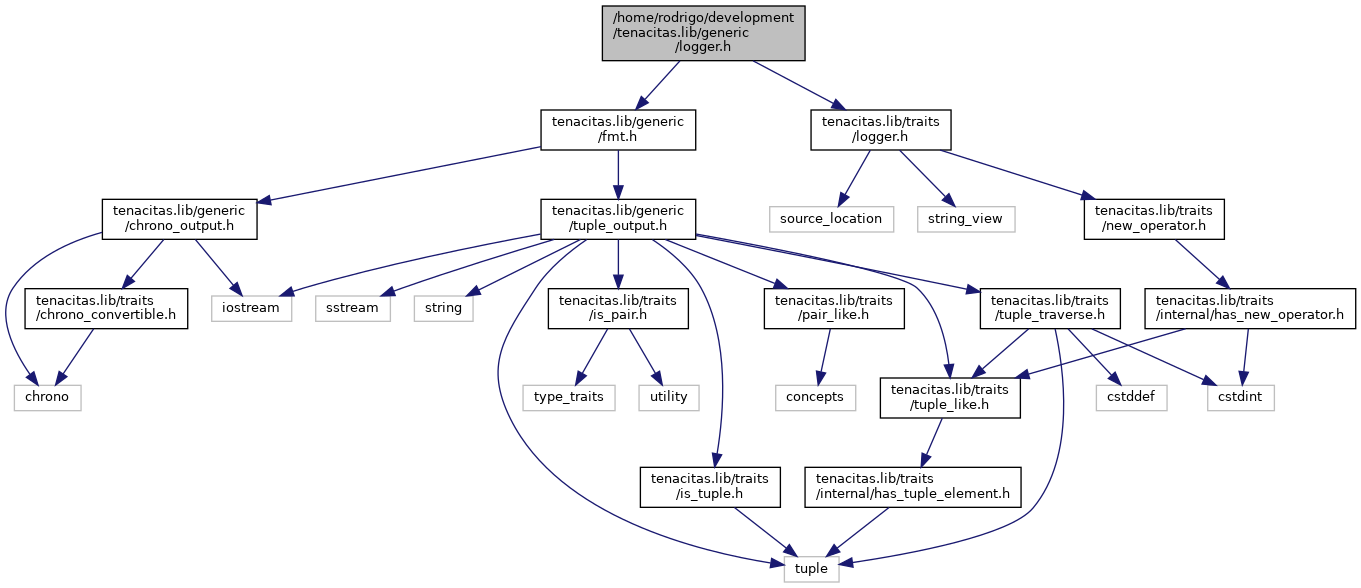 /home/rodrigo/development
/tenacitas.lib/generic
/logger.h
tenacitas.lib/generic
/fmt.h
tenacitas.lib/traits
/logger.h
tenacitas.lib/generic
/chrono_output.h
tenacitas.lib/generic
/tuple_output.h
source_location
string_view
tenacitas.lib/traits
/new_operator.h
tenacitas.lib/traits
/chrono_convertible.h
iostream
sstream
string
tenacitas.lib/traits
/is_pair.h
tenacitas.lib/traits
/pair_like.h
tenacitas.lib/traits
/tuple_traverse.h
tenacitas.lib/traits
/internal/has_new_operator.h
chrono
type_traits
utility
concepts
tenacitas.lib/traits
/tuple_like.h
cstddef
cstdint
tenacitas.lib/traits
/is_tuple.h
tenacitas.lib/traits
/internal/has_tuple_element.h
tuple